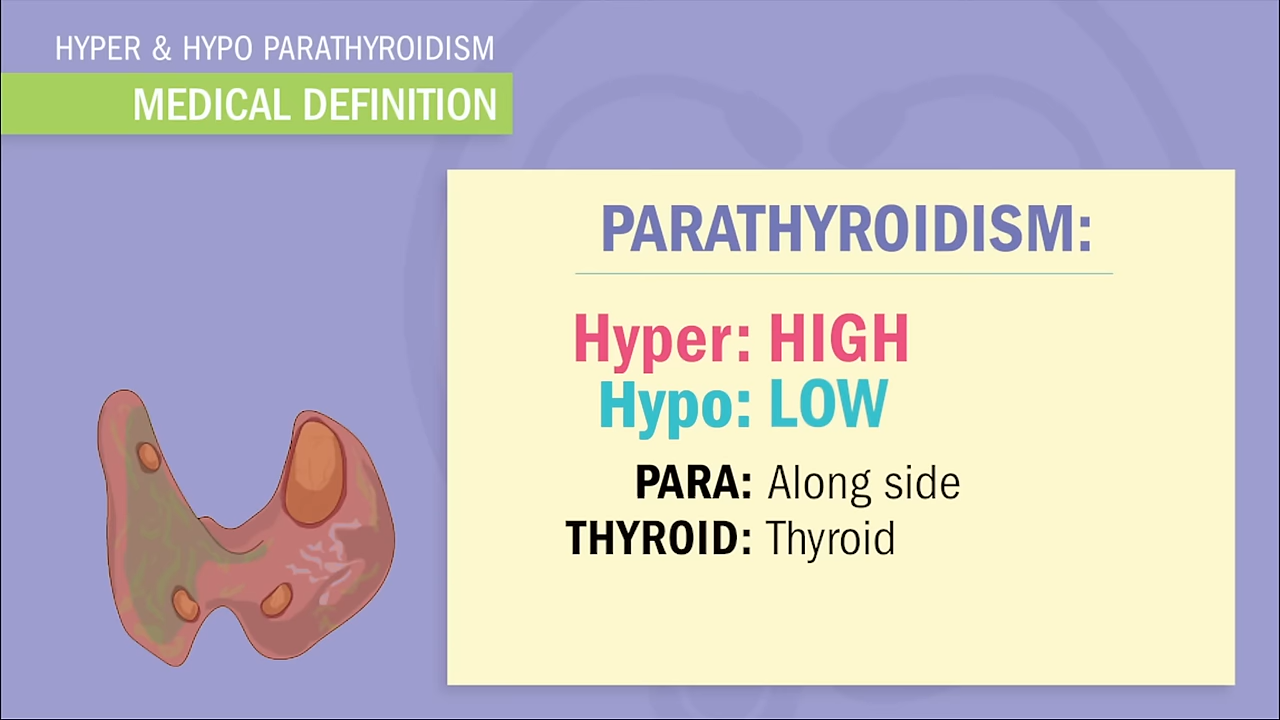 HYPER & HYPO PARATHYROIDISM
MEDICAL DEFINITION
PARATHYROIDISM:
Hyper: HIGH
Hypo: LOW
PARA: Along side
THYROID: Thyroid